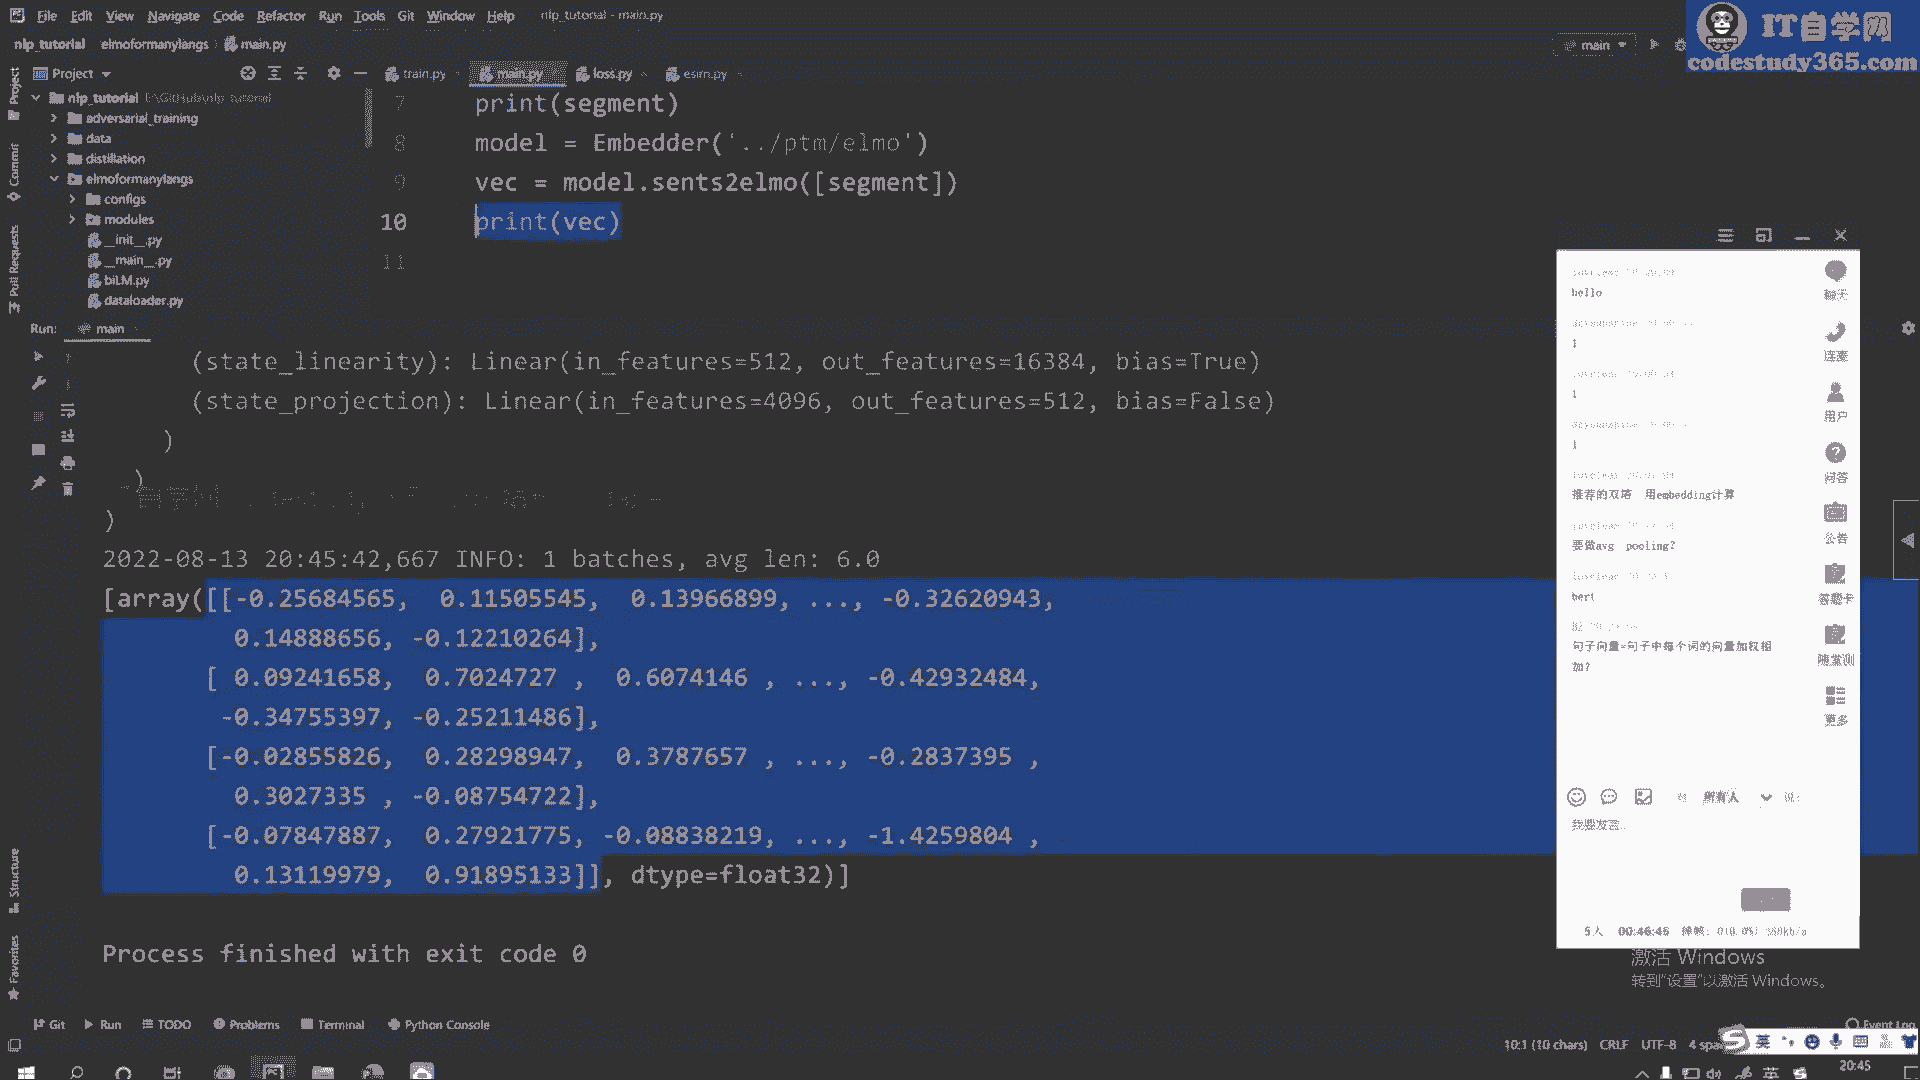 File Edit View Navigate Code Refactor Run Tools Git Window Help nlp_tutorial - main.py
IT自学网
codestudy365.com
nlp_tutorial elmoformanylangs main.py
main
Project
train.py main.py loss.py esim.py
nlp_tutorial E:\GitHub\nlp_tutorial
adversarial_training
data
distillation
elmoformanylangs
configs
modules
__init__.py
__main__.py
biLM.py
dataloader.py
Project
Commit
Pull Requests
7 print(segment)
8 model = Embedder('../ptm/elmo')
9 vec = model.sents2elmo([segment])
10 print(vec)
11
Run: main
(state_linearity): Linear(in_features=512, out_features=16384, bias=True)
(state_projection): Linear(in_features=4096, out_features=512, bias=False)
)
)
)
2022-08-13 20:45:42,667 INFO: 1 batches, avg len: 6.0
[array([[-0.25684565, 0.11505545, 0.13966899, ..., -0.32620943,
0.14888656, -0.12210264],
[ 0.09241658, 0.7024727 , 0.6074146 , ..., -0.42932484,
-0.34755397, -0.25211486],
[-0.02855826, 0.28298947, 0.3787657 , ..., -0.2837395 ,
0.3027335 , -0.08754722],
[-0.07847887, 0.27921775, -0.08838219, ..., -1.4259804 ,
0.13119979, 0.91895133]], dtype=float32)]
Process finished with exit code 0
Structure
Favorites
hello
1
1
1
推荐的双塔 用embedding计算
要做avg pooling?
bert
句子向量=句子中每个词的向量加权相
加?
聊天
连麦
用户
问答
公告
答题卡
随堂测
更多
所有人
我要发言..
5人 00:46:46
激活 Windows
转到"设置"以激活 Windows。
Git Run TODO Problems Terminal Python Console
Event Log
10:1 (10 chars) CRLF UTF-8
英
英
20:45